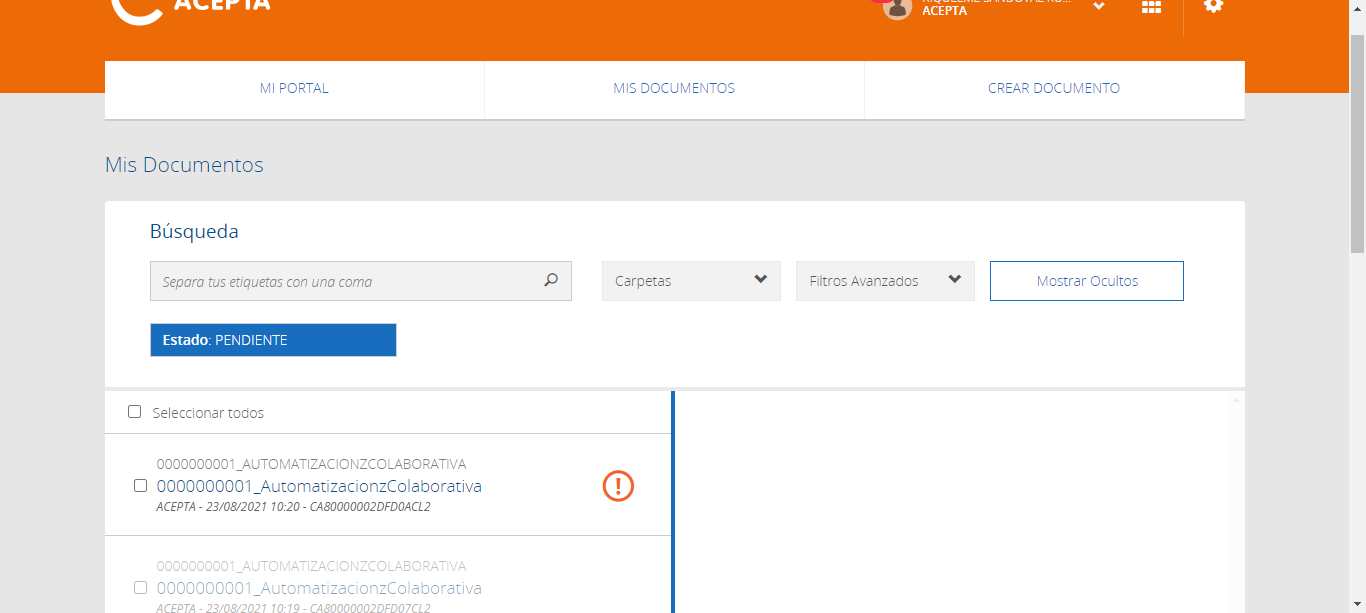 ACEPTA
ACEPTA
MI PORTAL
MIS DOCUMENTOS
CREAR DOCUMENTO
Mis Documentos
Búsqueda
Separa tus etiquetas con una coma
Carpetas
Filtros Avanzados
Mostrar Ocultos
Estado: PENDIENTE
Seleccionar todos
0000000001_AUTOMATIZACIONZCOLABORATIVA
0000000001_AutomatizacionzColaborativa
ACEPTA - 23/08/2021 10:20 - CA80000002DFD0ACL2
0000000001_AUTOMATIZACIONZCOLABORATIVA
0000000001_AutomatizacionzColaborativa
ACEPTA - 23/08/2021 10:19 - CA80000002DFD07CL2